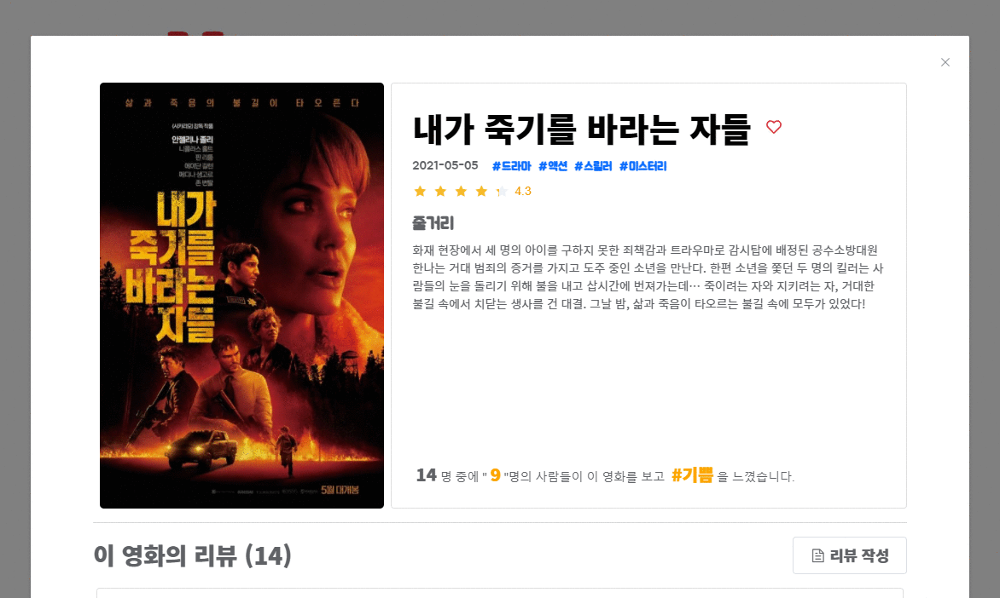 삶과 죽음의 불길이 타오른다
<시카리오> 감독 작품
안젤리나 졸리
니콜라스 홀트
핀 리틀
에이단 길렌
메디나 생고르
존 번탈
내가
죽기를
바라는
자들
5월 대개봉
내가 죽기를 바라는 자들
2021-05-05 #드라마 #액션 #스릴러 #미스터리
4.3
줄거리
화재 현장에서 세 명의 아이를 구하지 못한 죄책감과 트라우마로 감시탑에 배정된 공수소방대원
한나는 거대 범죄의 증거를 가지고 도주 중인 소년을 만난다. 한편 소년을 쫓던 두 명의 킬러는 사
람들의 눈을 돌리기 위해 불을 내고 삽시간에 번져가는데… 죽이려는 자와 지키려는 자, 거대한
불길 속에서 치닫는 생사를 건 대결. 그날 밤, 삶과 죽음이 타오르는 불길 속에 모두가 있었다!
14 명 중에 " 9 "명의 사람들이 이 영화를 보고 #기쁨 을 느꼈습니다.
이 영화의 리뷰 (14)
리뷰 작성